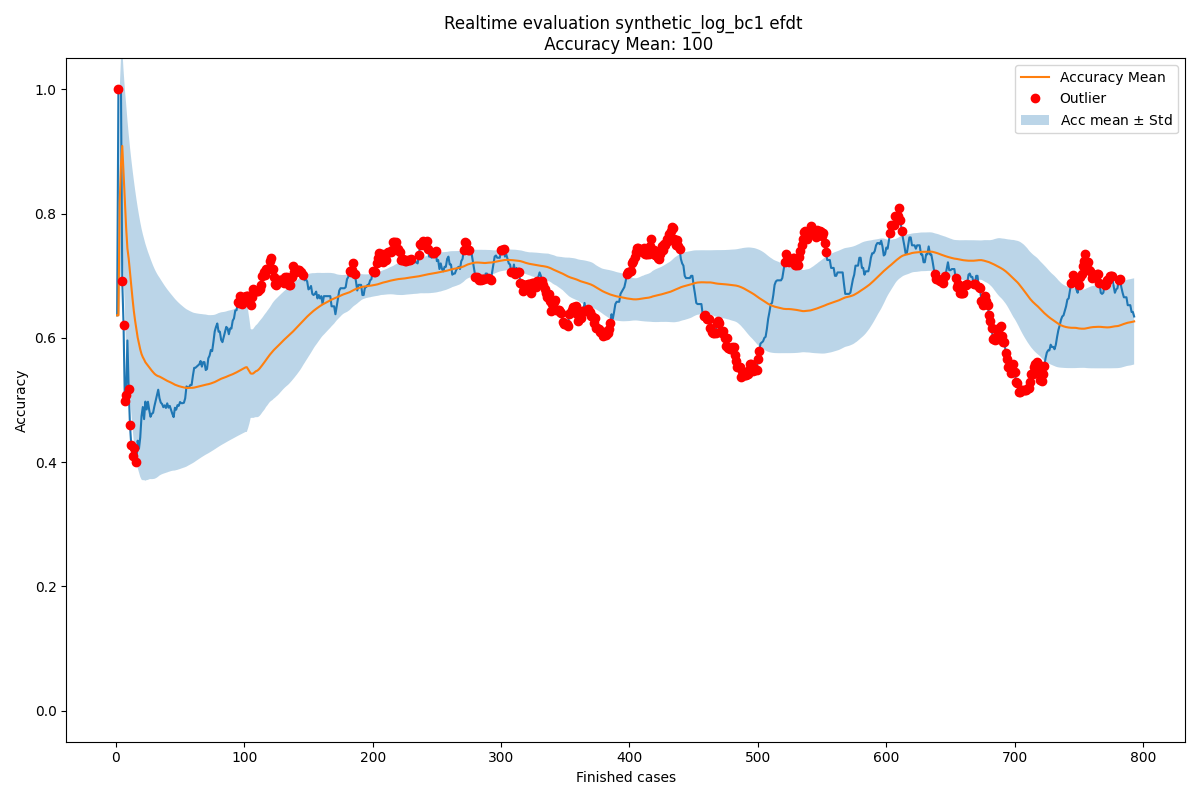 Realtime evaluation synthetic_log_bc1 efdt
Accuracy Mean: 100
Accuracy Mean
Outlier
Acc mean ± Std
Accuracy
1.0
0.8
0.6
0.4
0.2
0.0
0
100
200
300
400
500
600
700
800
Finished cases